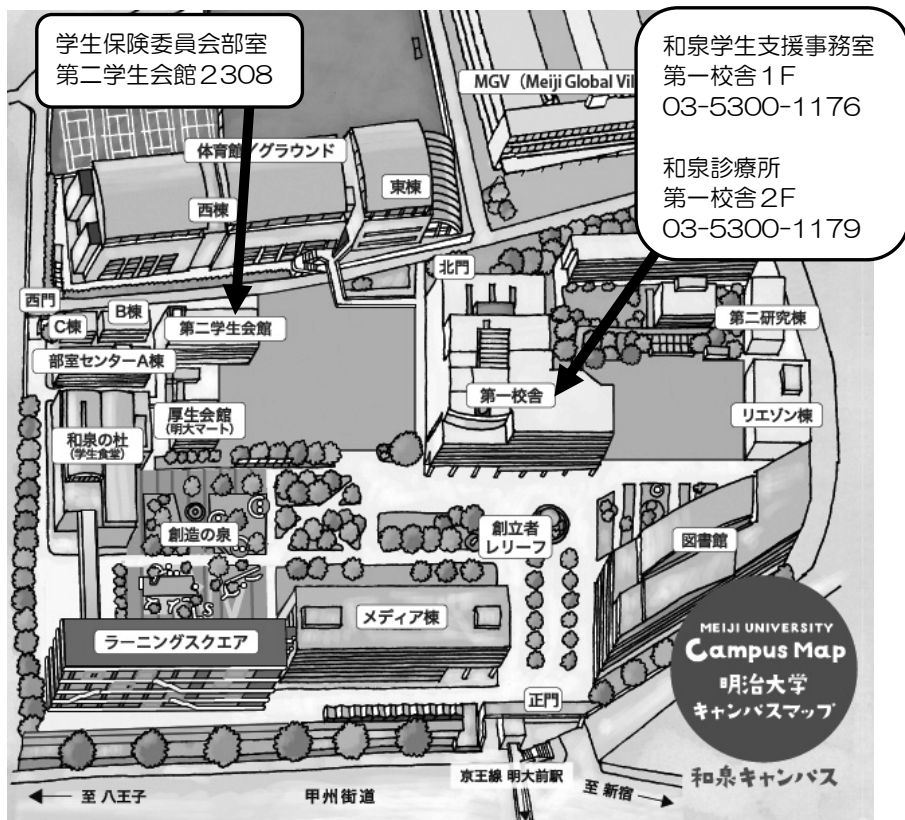 学生保険委員会部室
第二学生会館2308
和泉学生支援事務室
第一校舎1F
03-5300-1176
和泉診療所
第一校舎2F
03-5300-1179
MGV (Meiji Global Vil
体育館/グラウンド
東棟
西棟
北門
西門
B棟
C棟
第二学生会館
第二研究棟
部室センターA棟
第一校舎
リエゾン棟
厚生会館
(明大マート)
和泉の杜
(学生食堂)
創造の泉
創立者
レリーフ
図書館
メディア棟
ラーニングスクエア
MEIJI UNIVERSITY
Campus Map
明治大学
キャンパスマップ
和泉キャンパス
正門
京王線 明大前駅
至 新宿
至 八王子
甲州街道